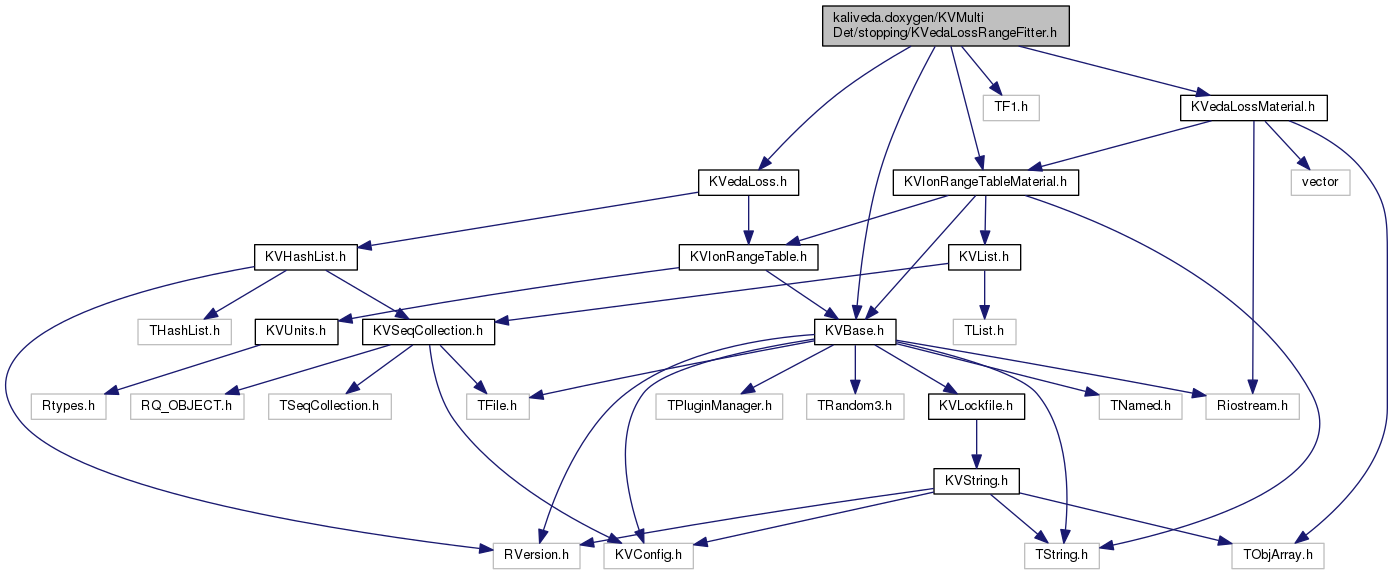 kaliveda.doxygen/KVMulti
Det/stopping/KVedaLossRangeFitter.h
TF1.h
KVedaLossMaterial.h
KVedaLoss.h
KVIonRangeTableMaterial.h
vector
KVHashList.h
KVIonRangeTable.h
KVList.h
THashList.h
KVUnits.h
KVSeqCollection.h
KVBase.h
TList.h
Rtypes.h
RQ_OBJECT.h
TSeqCollection.h
TFile.h
TPluginManager.h
TRandom3.h
KVLockfile.h
TNamed.h
Riostream.h
KVString.h
RVersion.h
KVConfig.h
TString.h
TObjArray.h